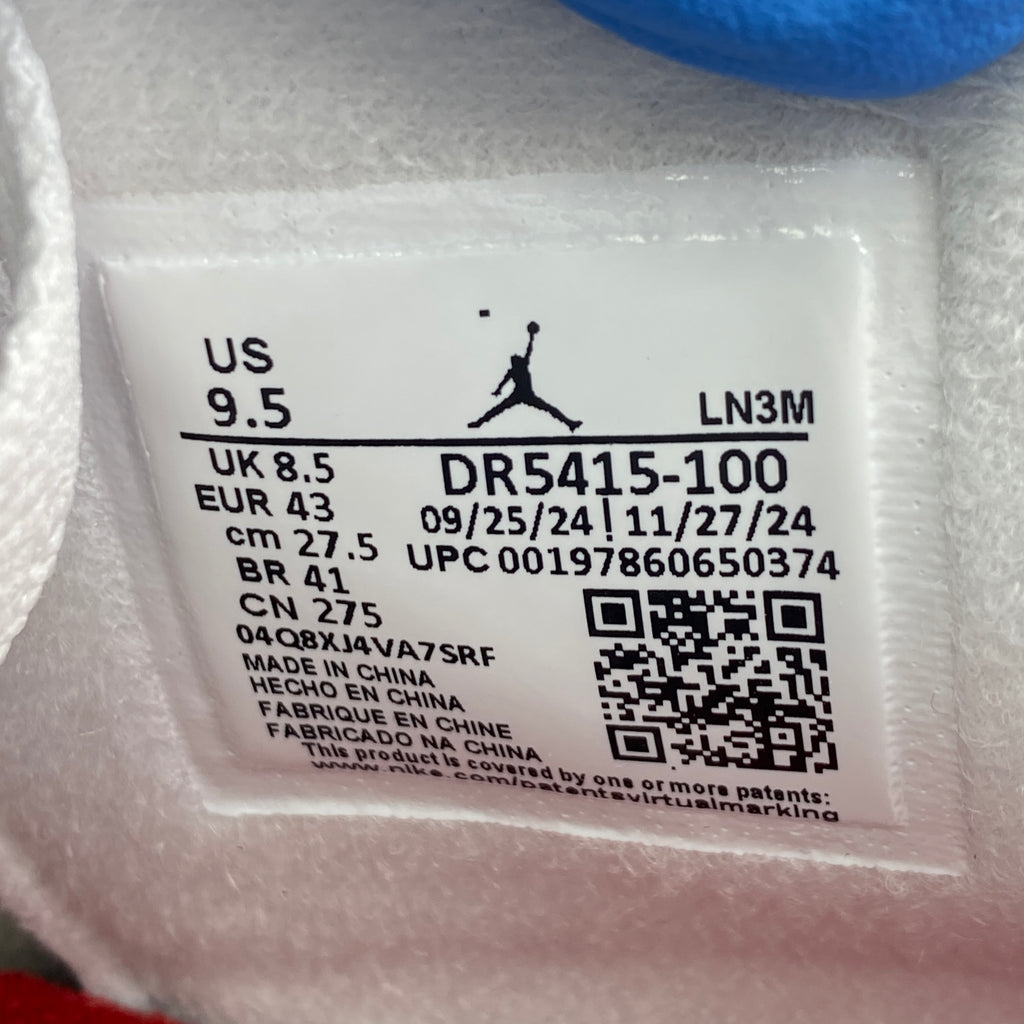 US
9.5
LN3M
UK 8.5
EUR 43
cm 27.5
BR 41
CN 275
DR5415-100
09/25/24 | 11/27/24
UPC 00197860650374
04Q8XJ4VA7SRF
MADE IN CHINA
HECHO EN CHINA
FABRIQUE EN CHINE
FABRICADO NA CHINA
This product is covered by one or more patents:
www.nike.com/patentsvirtualmarking